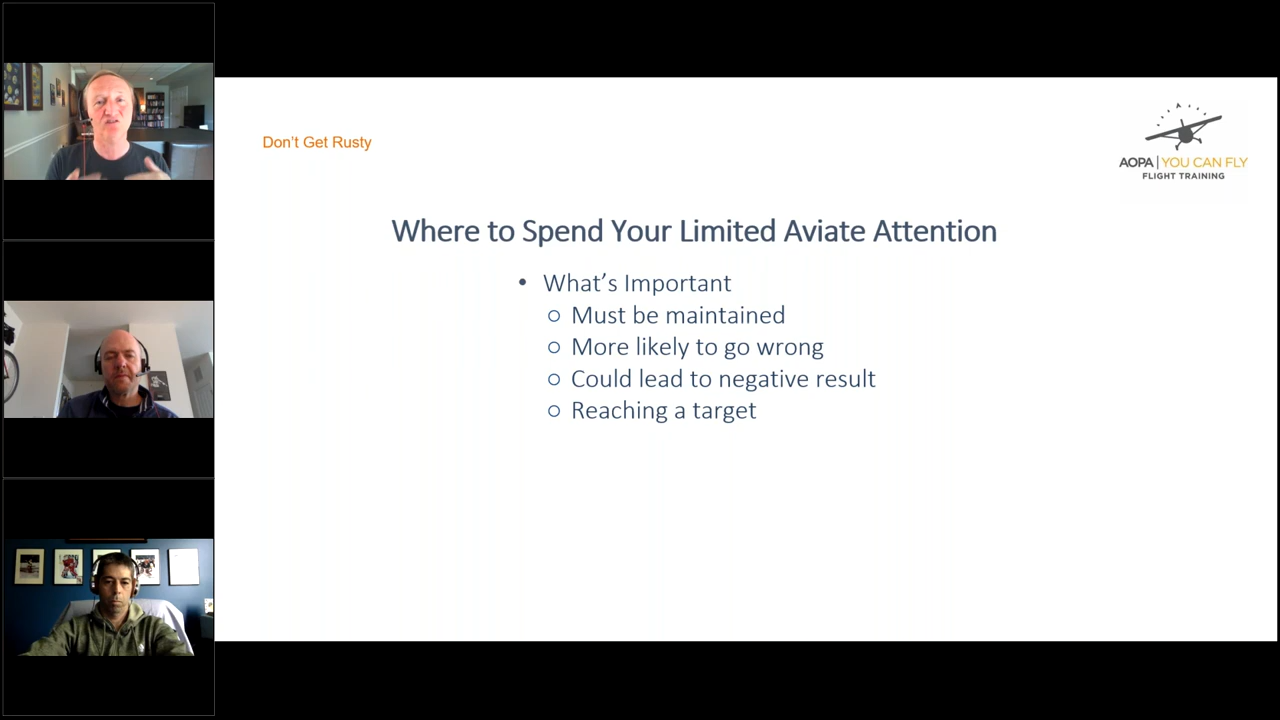 Don't Get Rusty
AOPA | YOU CAN FLY
FLIGHT TRAINING
Where to Spend Your Limited Aviate Attention
• What's Important
○ Must be maintained
○ More likely to go wrong
○ Could lead to negative result
○ Reaching a target